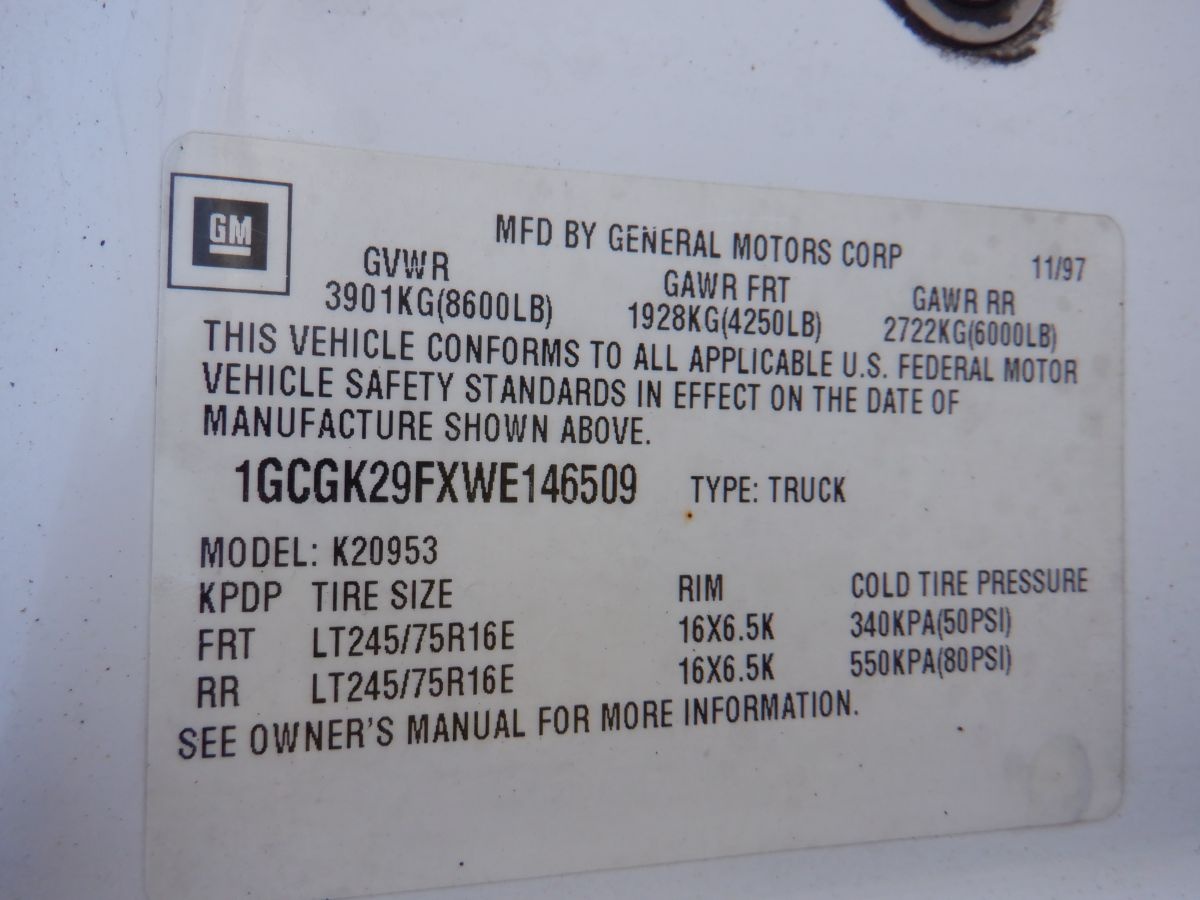 GM
MFD BY GENERAL MOTORS CORP 11/97
GVWR GAWR FRT GAWR RR
3901KG(8600LB) 1928KG(4250LB) 2722KG(6000LB)
THIS VEHICLE CONFORMS TO ALL APPLICABLE U.S. FEDERAL MOTOR
VEHICLE SAFETY STANDARDS IN EFFECT ON THE DATE OF
MANUFACTURE SHOWN ABOVE.
1GCGK29FXWE146509 TYPE: TRUCK
MODEL: K20953
KPDP TIRE SIZE RIM COLD TIRE PRESSURE
FRT LT245/75R16E 16X6.5K 340KPA(50PSI)
RR LT245/75R16E 16X6.5K 550KPA(80PSI)
SEE OWNER'S MANUAL FOR MORE INFORMATION.